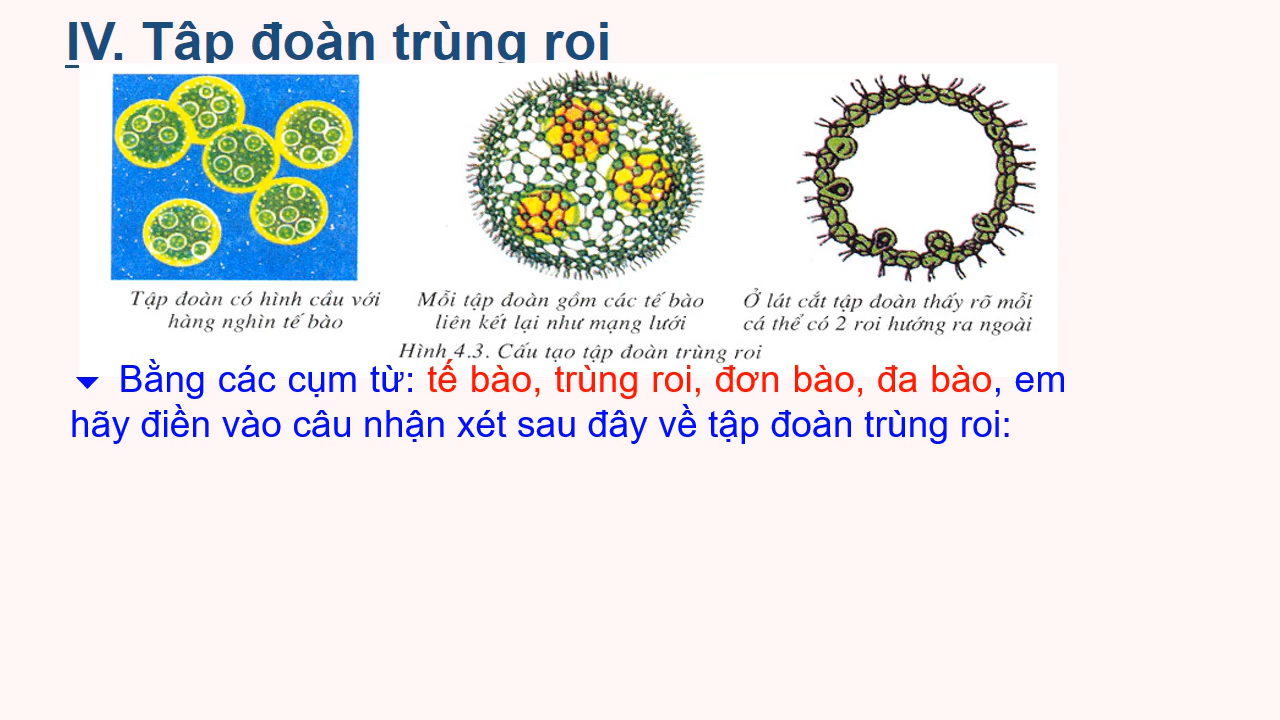 IV. Tập đoàn trùng roi
Tập đoàn có hình cầu với
hàng nghìn tế bào
Mỗi tập đoàn gồm các tế bào
liên kết lại như mạng lưới
Ở lát cắt tập đoàn thấy rõ mỗi
cá thể có 2 roi hướng ra ngoài
Hình 4.3. Cấu tạo tập đoàn trùng roi
Bằng các cụm từ: tế bào, trùng roi, đơn bào, đa bào, em
hãy điền vào câu nhận xét sau đây về tập đoàn trùng roi: